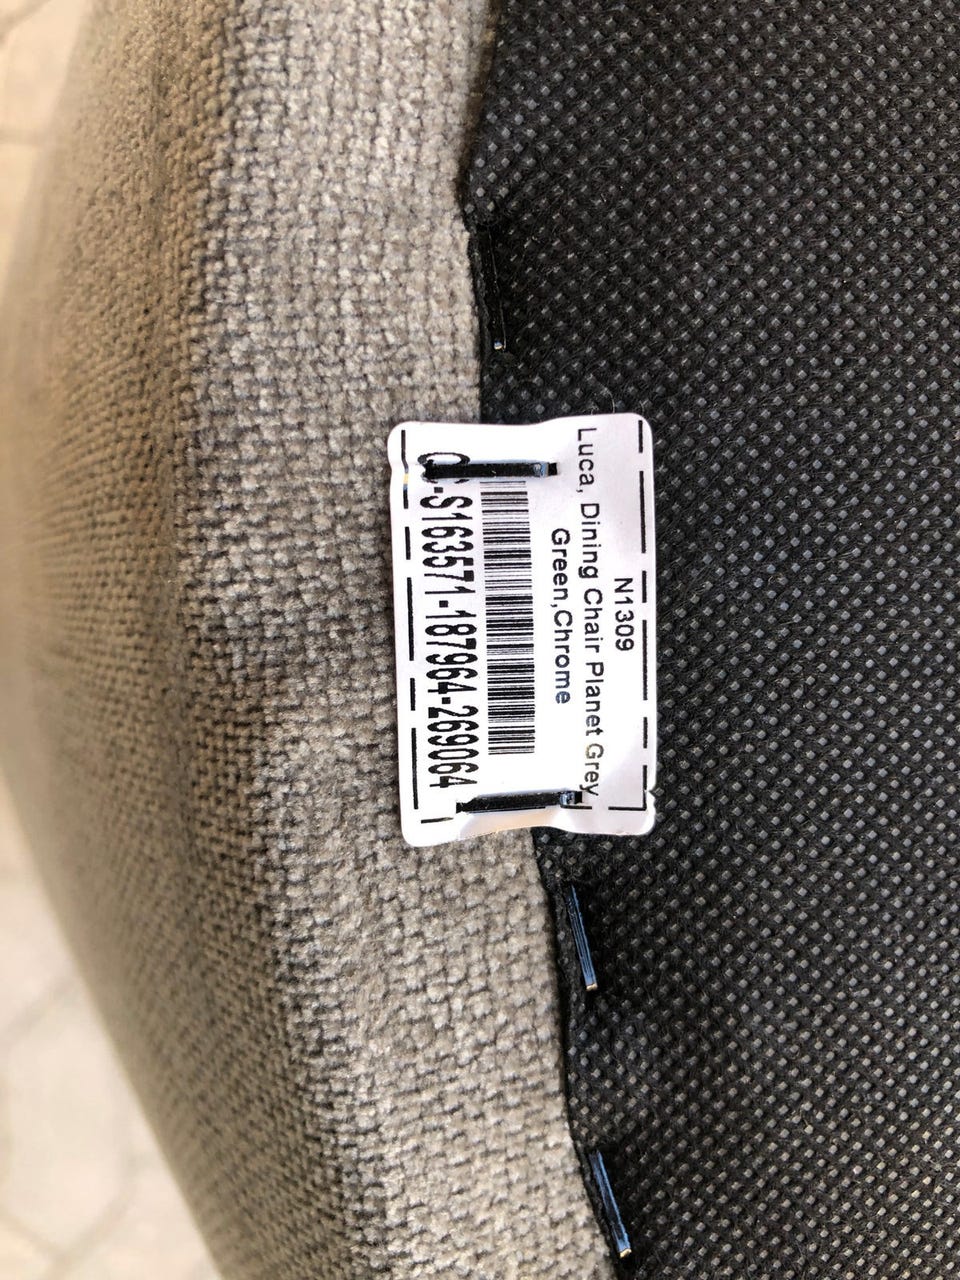 N1309
Luca, Dining Chair Planet Grey
Green,Chrome
-S163571-187964-269064